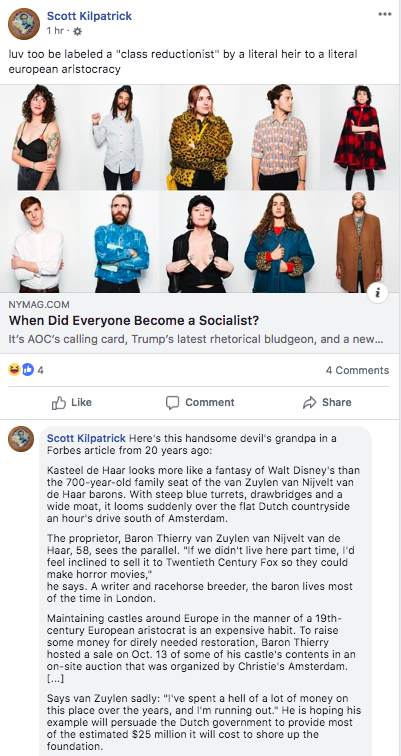 Scott Kilpatrick
1 hr ·
luv too be labeled a "class reductionist" by a literal heir to a literal
european aristocracy
NYMAG.COM
When Did Everyone Become a Socialist?
It's AOC's calling card, Trump's latest rhetorical bludgeon, and a new...
4
4 Comments
Like
Comment
Share
Scott Kilpatrick Here's this handsome devil's grandpa in a
Forbes article from 20 years ago:
Kasteel de Haar looks more like a fantasy of Walt Disney's than
the 700-year-old family seat of the van Zuylen van Nijvelt van
de Haar barons. With steep blue turrets, drawbridges and a
wide moat, it looms suddenly over the flat Dutch countryside
an hour's drive south of Amsterdam.
The proprietor, Baron Thierry van Zuylen van Nijvelt van de
Haar, 58, sees the parallel. "If we didn't live here part time, I'd
feel inclined to sell it to Twentieth Century Fox so they could
make horror movies,"
he says. A writer and racehorse breeder, the baron lives most
of the time in London.
Maintaining castles around Europe in the manner of a 19th-
century European aristocrat is an expensive habit. To raise
some money for direly needed restoration, Baron Thierry
hosted a sale on Oct. 13 of some of his castle's contents in an
on-site auction that was organized by Christie's Amsterdam.
[...]
Says van Zuylen sadly: "I've spent a hell of a lot of money on
this place over the years, and I'm running out." He is hoping his
example will persuade the Dutch government to provide most
of the estimated $25 million it will cost to shore up the
foundation.